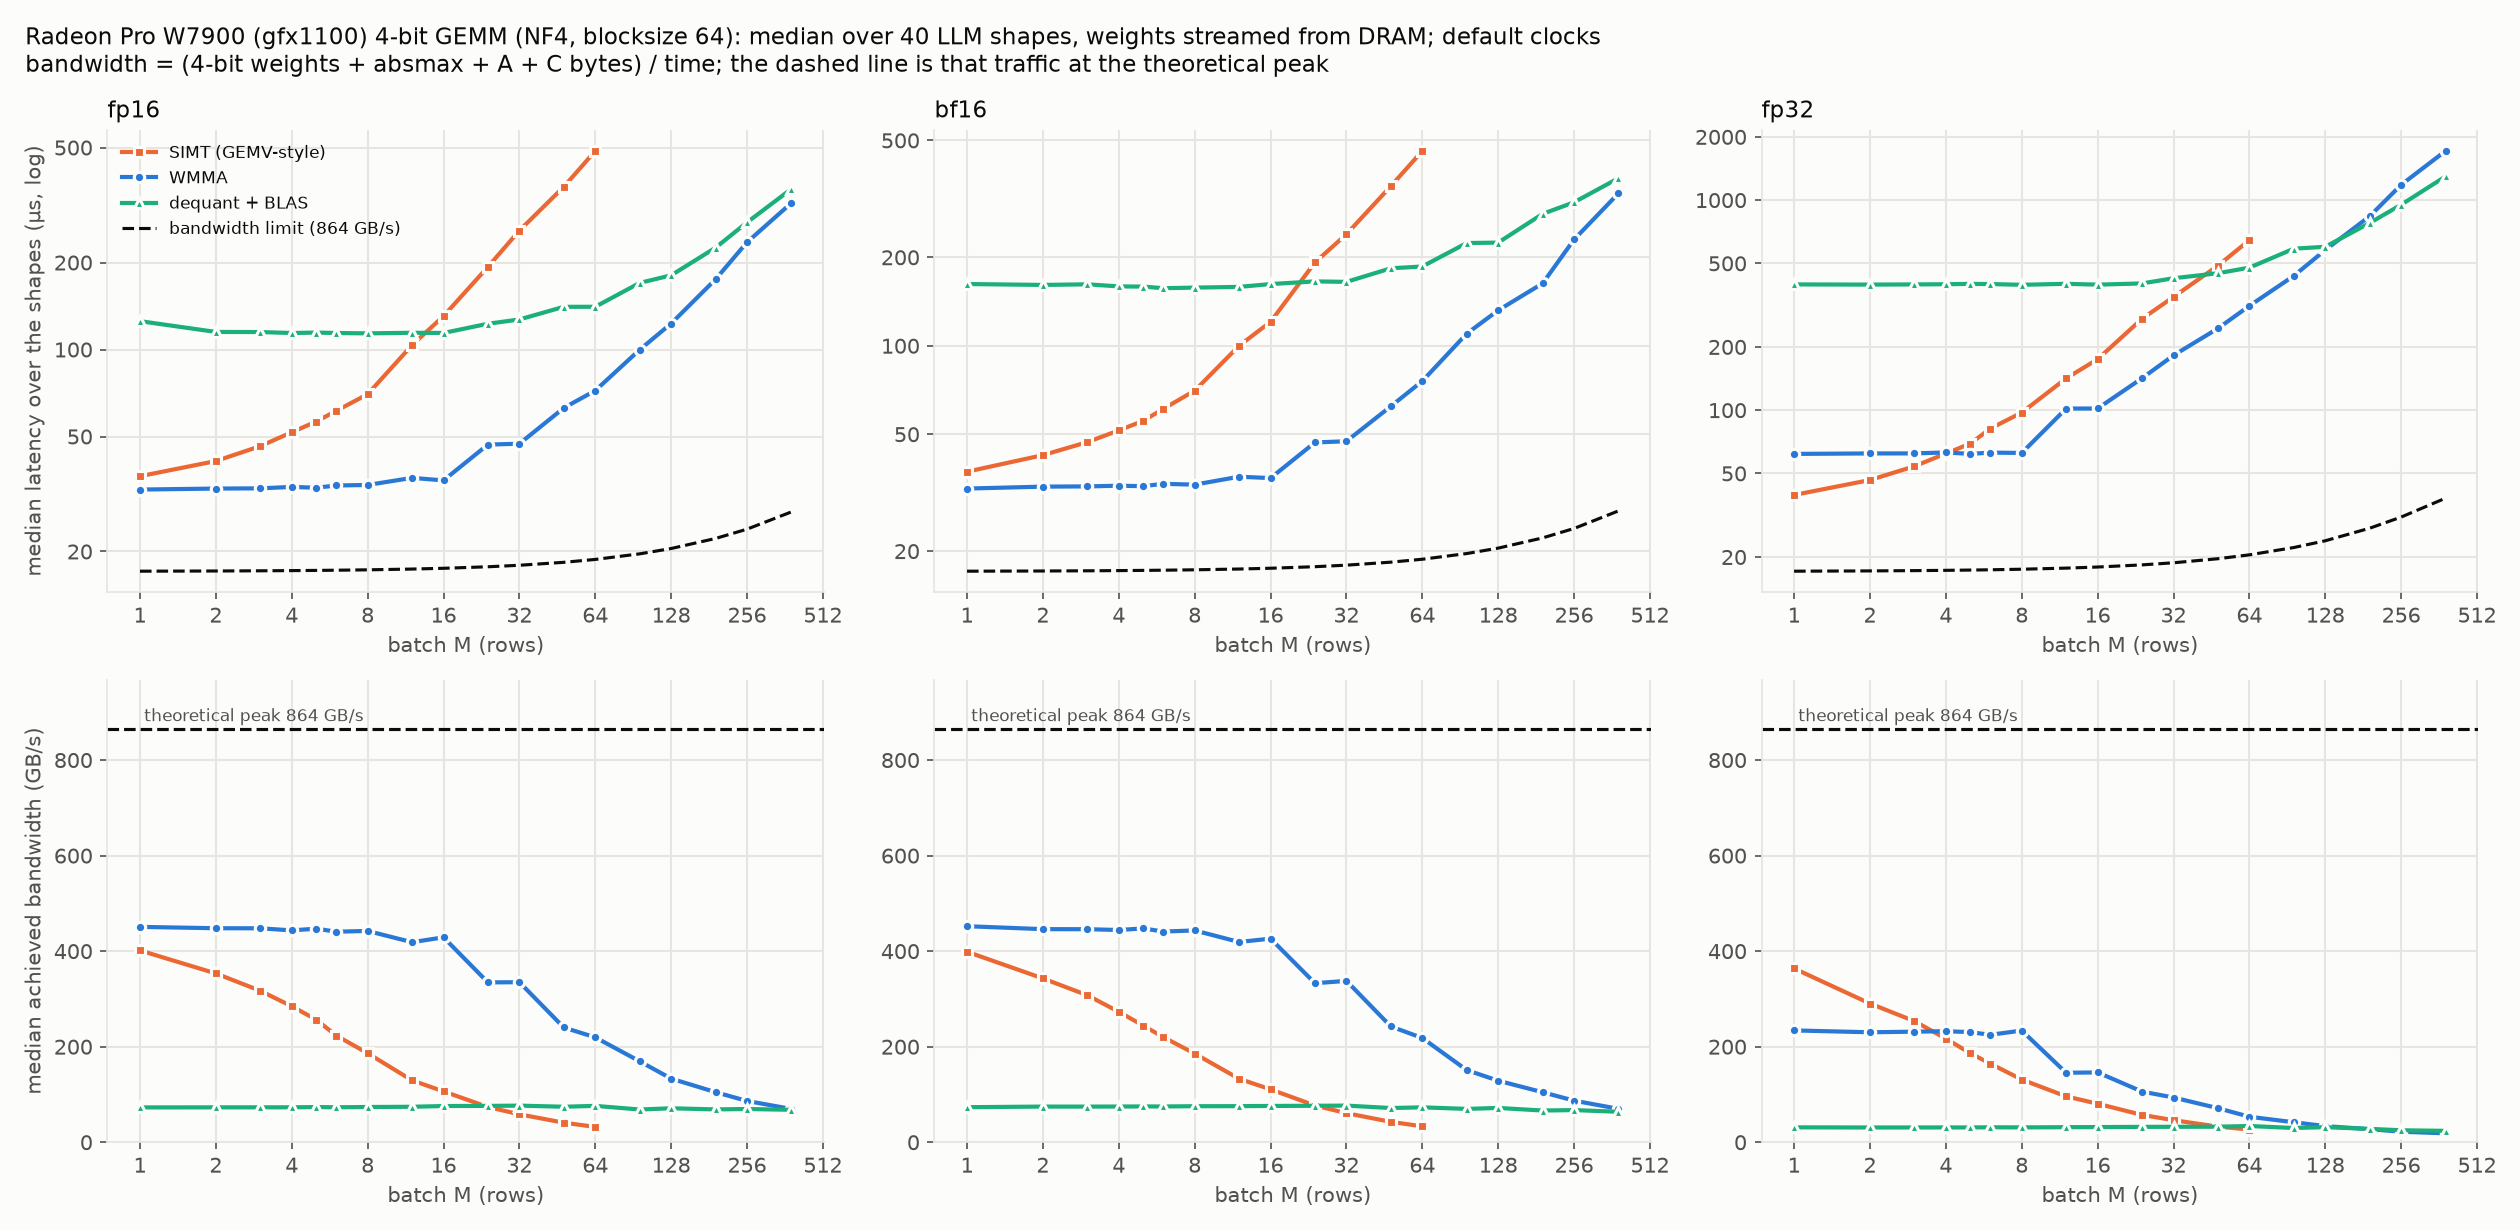 Radeon Pro W7900 (gfx1100) 4-bit GEMM (NF4, blocksize 64): median over 40 LLM shapes, weights streamed from DRAM; default clocks
bandwidth = (4-bit weights + absmax + A + C bytes) / time; the dashed line is that traffic at the theoretical peak
fp16
median latency over the shapes (µs, log)
500
200
100
50
20
SIMT (GEMV-style)
WMMA
dequant + BLAS
bandwidth limit (864 GB/s)
1 2 4 8 16 32 64 128 256 512
batch M (rows)
bf16
500
200
100
50
20
1 2 4 8 16 32 64 128 256 512
batch M (rows)
fp32
2000
1000
500
200
100
50
20
1 2 4 8 16 32 64 128 256 512
batch M (rows)
median achieved bandwidth (GB/s)
theoretical peak 864 GB/s
800
600
400
200
0
1 2 4 8 16 32 64 128 256 512
batch M (rows)
theoretical peak 864 GB/s
800
600
400
200
0
1 2 4 8 16 32 64 128 256 512
batch M (rows)
theoretical peak 864 GB/s
800
600
400
200
0
1 2 4 8 16 32 64 128 256 512
batch M (rows)